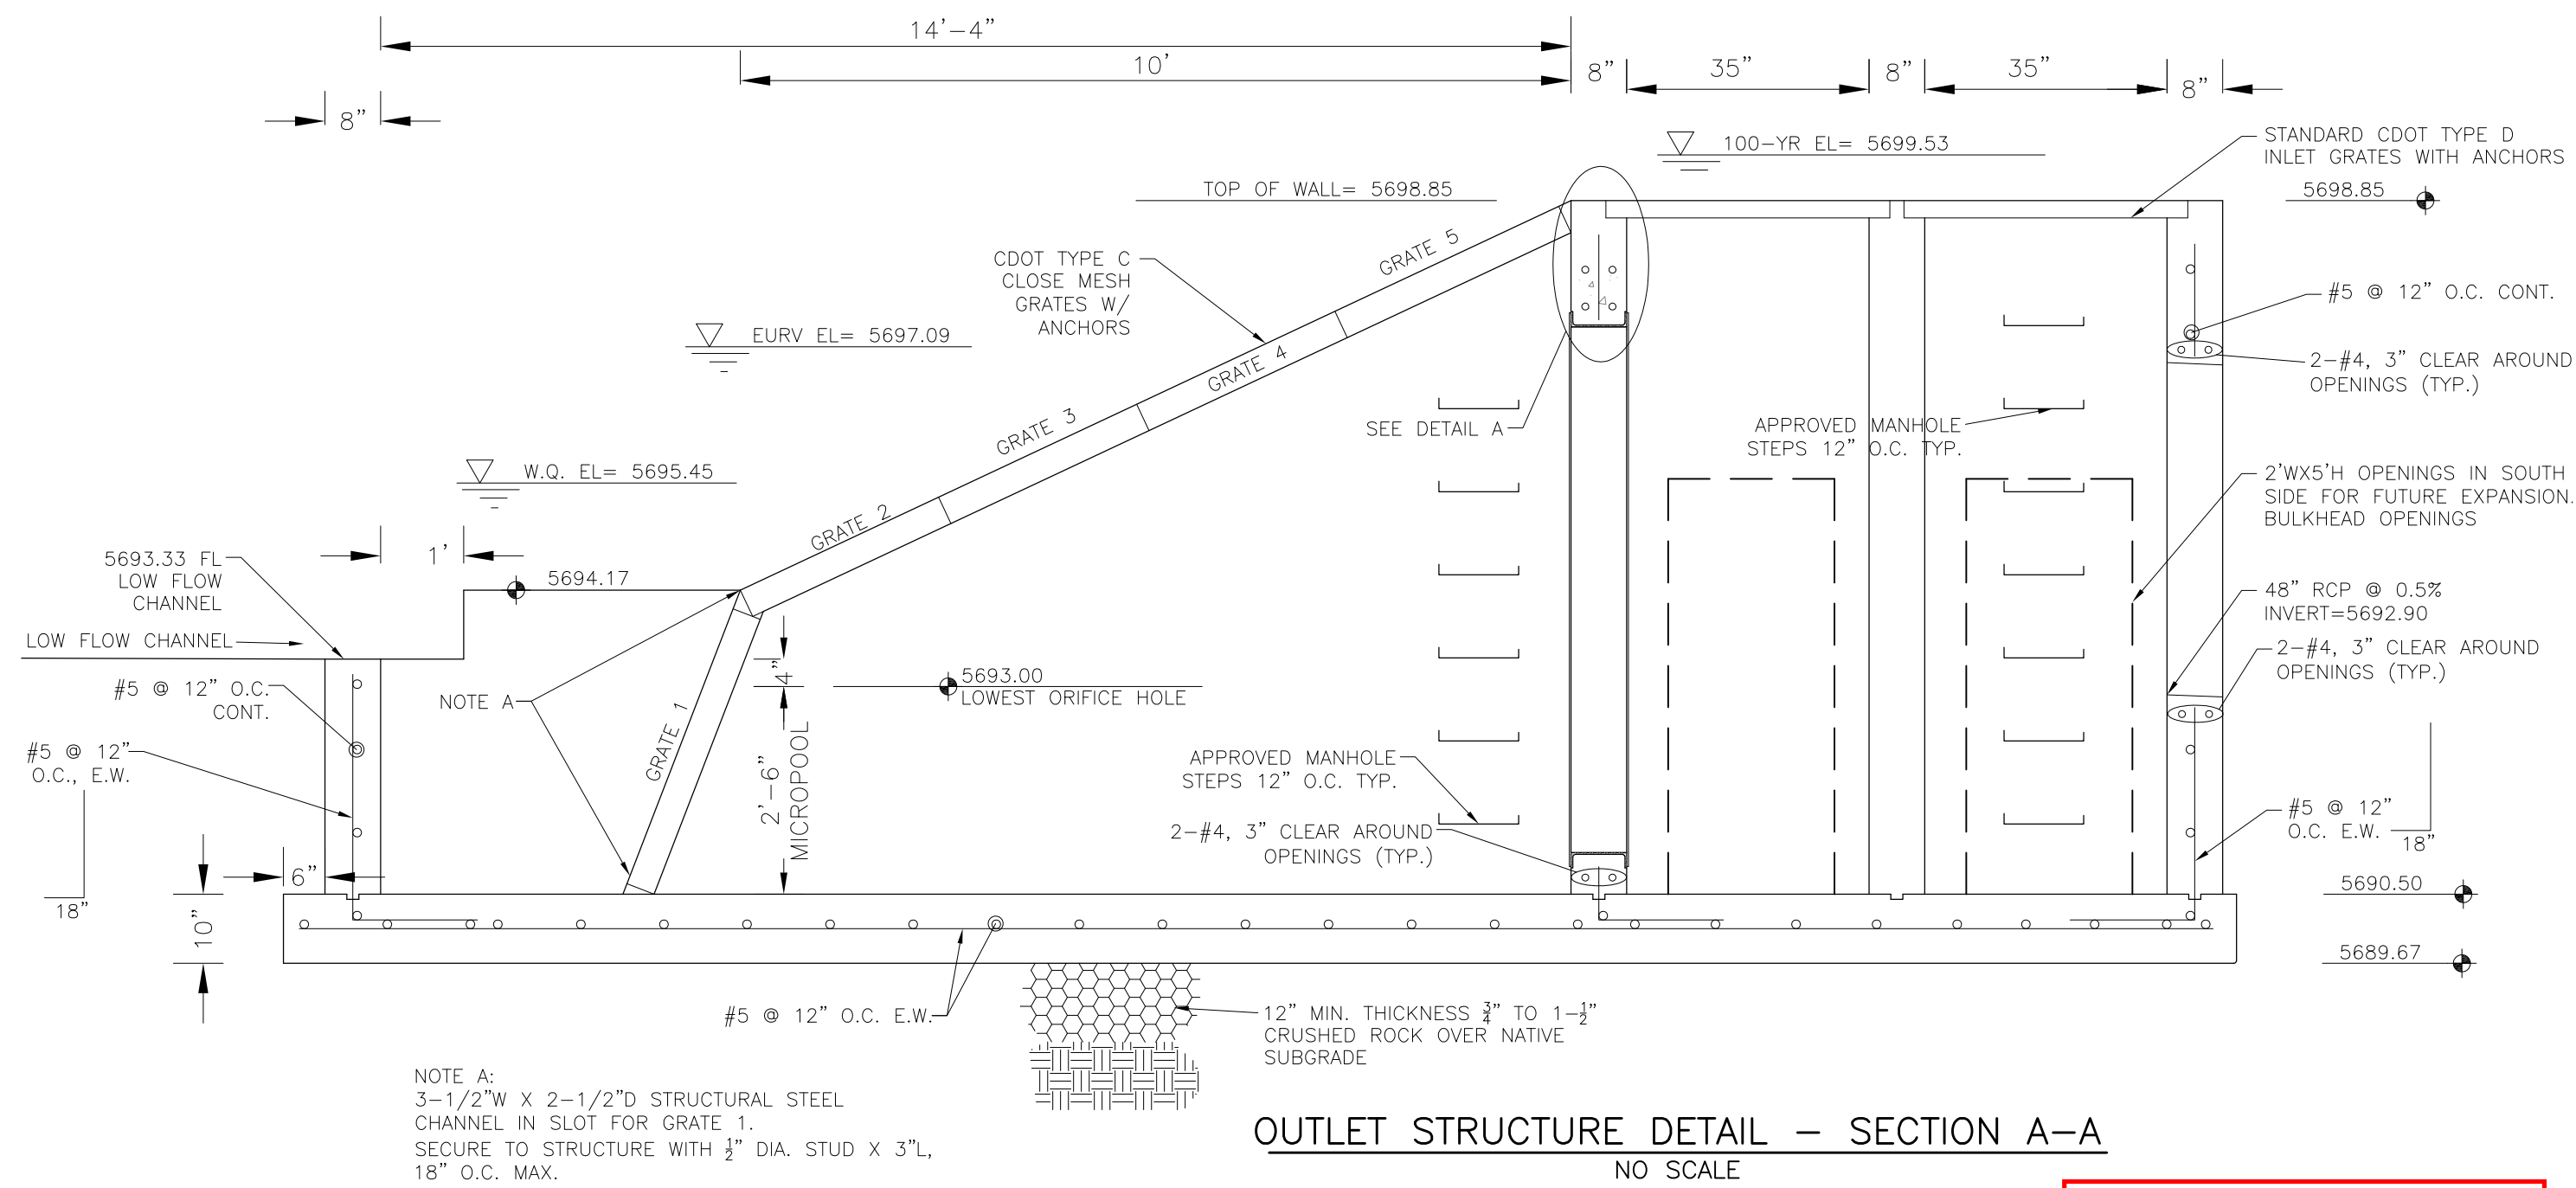 14'-4"
10'
8"
35"
8"
35"
8"
8"
100-YR EL= 5699.53
STANDARD CDOT TYPE D
INLET GRATES WITH ANCHORS
TOP OF WALL= 5698.85
5698.85
CDOT TYPE C
CLOSE MESH
GRATES W/
ANCHORS
GRATE 5
#5 @ 12" O.C. CONT.
EURV EL= 5697.09
GRATE 4
2-#4, 3" CLEAR AROUND
OPENINGS (TYP.)
GRATE 3
SEE DETAIL A
APPROVED MANHOLE
STEPS 12" O.C. TYP.
W.Q. EL= 5695.45
2'WX5'H OPENINGS IN SOUTH
SIDE FOR FUTURE EXPANSION.
BULKHEAD OPENINGS
GRATE 2
1'
5693.33 FL
LOW FLOW
CHANNEL
5694.17
48" RCP @ 0.5%
INVERT=5692.90
LOW FLOW CHANNEL
2-#4, 3" CLEAR AROUND
OPENINGS (TYP.)
4"
5693.00
LOWEST ORIFICE HOLE
#5 @ 12" O.C.
CONT.
NOTE A
GRATE 1
#5 @ 12"
O.C., E.W.
2'-6"
MICROPOOL
APPROVED MANHOLE
STEPS 12" O.C. TYP.
#5 @ 12"
O.C. E.W.
18"
2-#4, 3" CLEAR AROUND
OPENINGS (TYP.)
6"
18"
10"
5690.50
5689.67
#5 @ 12" O.C. E.W.
12" MIN. THICKNESS ¾" TO 1-½"
CRUSHED ROCK OVER NATIVE
SUBGRADE
NOTE A:
3-1/2"W X 2-1/2"D STRUCTURAL STEEL
CHANNEL IN SLOT FOR GRATE 1.
SECURE TO STRUCTURE WITH ½" DIA. STUD X 3"L,
18" O.C. MAX.
OUTLET STRUCTURE DETAIL - SECTION A-A
NO SCALE